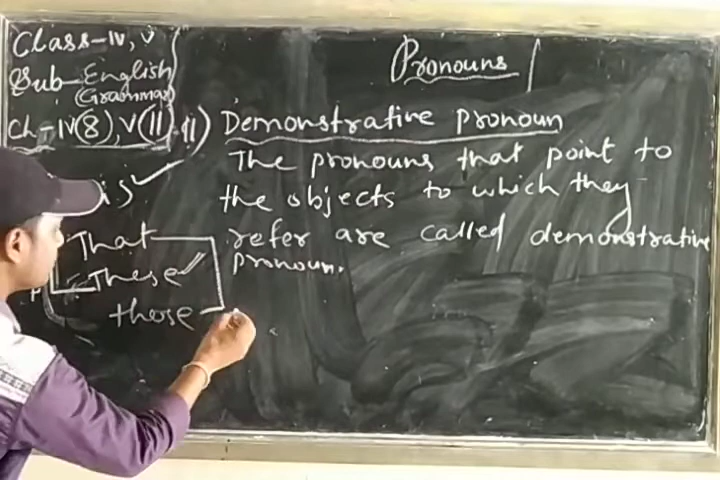 Class-IV, V
Sub-English
(Grammar)
Ch-IV(8), V(11)
Pronouns
II) Demonstrative pronoun
The pronouns that point to
the objects to which they
refer are called demonstrative
pronoun.
That
These
those